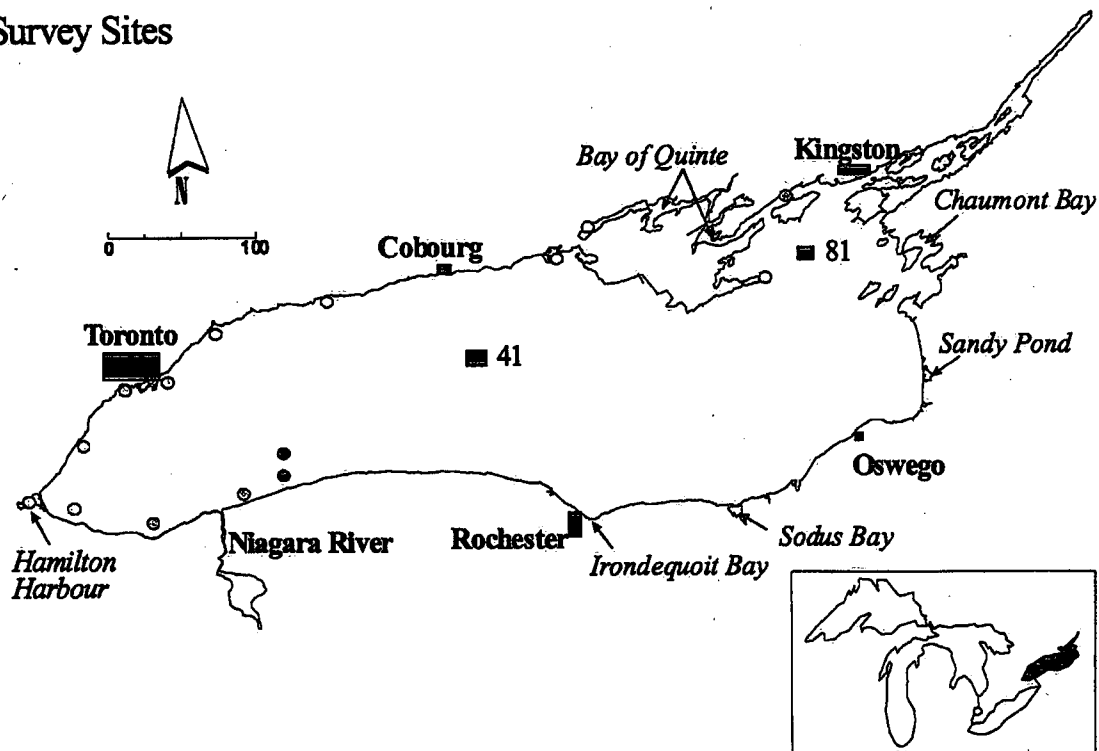 Survey Sites
N
0 100
Bay of Quinte
Kingston
Chaumont Bay
Cobourg
81
Toronto
41
Sandy Pond
Oswego
Niagara River
Rochester
Sodus Bay
Irondequoit Bay
Hamilton
Harbour